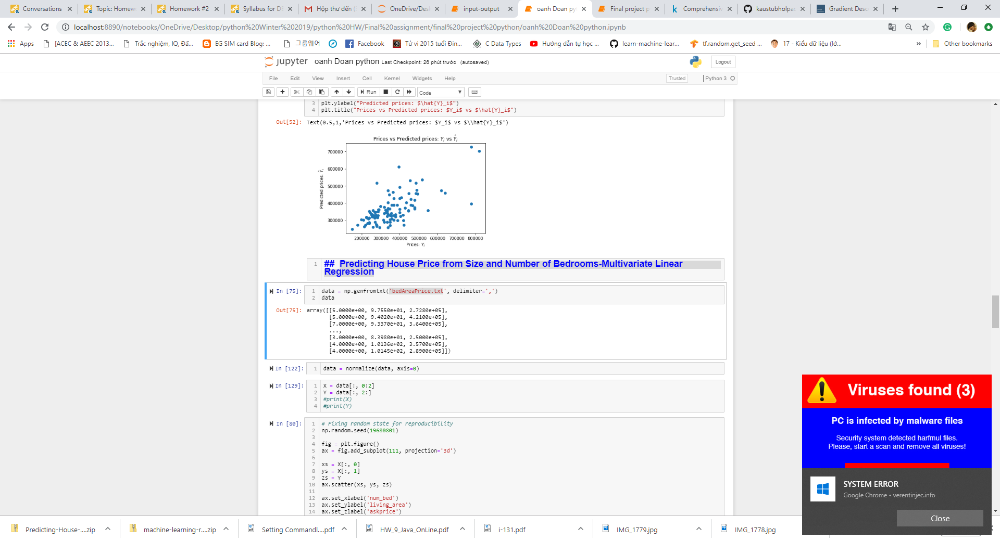 Conversations
Topic: Homew
Homework #2
Syllabus for DE
Hộp thư đến (
OneDrive/Desk
input-output
oanh Doan pyt
Final project p
Comprehensiv
kaustubholpad
Gradient Desc
localhost:8890/notebooks/OneDrive/Desktop/python%20Winter%202019/python%20HW/Final%20assignment/final%20project%20python/oanh%20Doan%20python.ipynb
Apps
[ACEC & AEEC 2013...
Trắc nghiệm, IQ, Đấ...
EG SIM card Blog: ...
그룹웨어
Facebook
Tử vi 2015 tuổi Đin...
C Data Types
Hướng dẫn tự học ...
learn-machine-lear...
tf.random.get_seed ...
17 - Kiểu dữ liệu (lớ...
»
Other bookmarks
jupyter oanh Doan python Last Checkpoint: 26 phút trước (autosaved)
Logout
File Edit View Insert Cell Kernel Widgets Help
Trusted
Python 3
Run
Code
3 plt.ylabel("Predicted prices: $\hat{Y}_i$")
4 plt.title("Prices vs Predicted prices: $Y_i$ vs $\hat{Y}_i$")
Out[52]: Text(0.5,1,'Prices vs Predicted prices: $Y_i$ vs $\\hat{Y}_i$')
Prices vs Predicted prices: Yᵢ vs Ŷᵢ
700000
600000
500000
400000
300000
Predicted prices: Ŷᵢ
200000 300000 400000 500000 600000 700000 800000
Prices: Yᵢ
1 ## Predicting House Price from Size and Number of Bedrooms-Multivariate Linear
Regression
In [75]: 1 data = np.genfromtxt('bedAreaPrice.txt', delimiter=',')
2 data
Out[75]: array([[5.0000e+00, 9.7550e+01, 2.7280e+05],
[5.0000e+00, 9.4020e+01, 4.2100e+05],
[7.0000e+00, 9.3370e+01, 3.6400e+05],
...,
[3.0000e+00, 8.3980e+01, 2.5000e+05],
[4.0000e+00, 1.0136e+02, 3.5700e+05],
[4.0000e+00, 1.0145e+02, 2.8900e+05]])
In [122]: 1 data = normalize(data, axis=0)
In [129]: 1 X = data[:, 0:2]
2 Y = data[:, 2:]
3 #print(X)
4 #print(Y)
In [80]: 1 # Fixing random state for reproducibility
2 np.random.seed(19680801)
3
4 fig = plt.figure()
5 ax = fig.add_subplot(111, projection='3d')
6
7 xs = X[:, 0]
8 ys = X[:, 1]
9 zs = Y
10 ax.scatter(xs, ys, zs)
11
12 ax.set_xlabel('num_bed')
13 ax.set_ylabel('living_area')
14 ax.set_zlabel('askprice')
Viruses found (3)
PC is infected by malware files
Security system detected harfmul files.
Please, start a scan and remove all viruses!
SYSTEM ERROR
Google Chrome • verentinjec.info
Close
Predicting-House-....zip
machine-learning-r....zip
Setting Commandl....pdf
HW_9_Java_OnLine.pdf
i-131.pdf
IMG_1779.jpg
IMG_1778.jpg